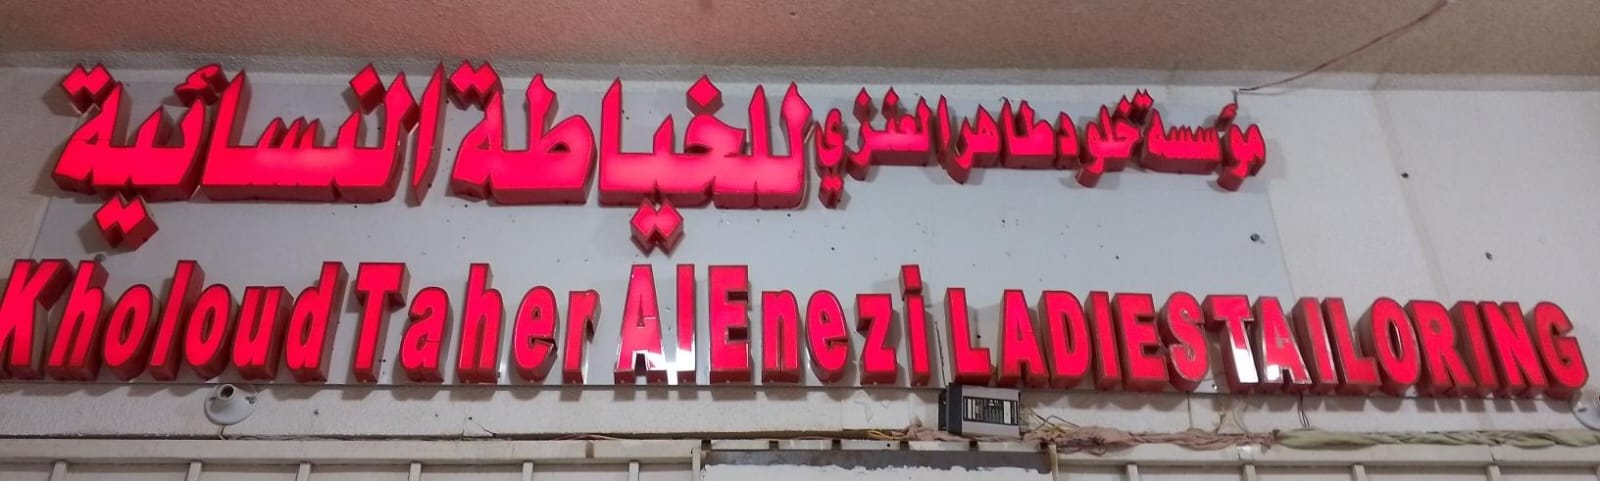 مؤسسة خلود طاهر العنزي للخياطة النسائية
Kholoud Taher Al Enezi LADIES TAILORING